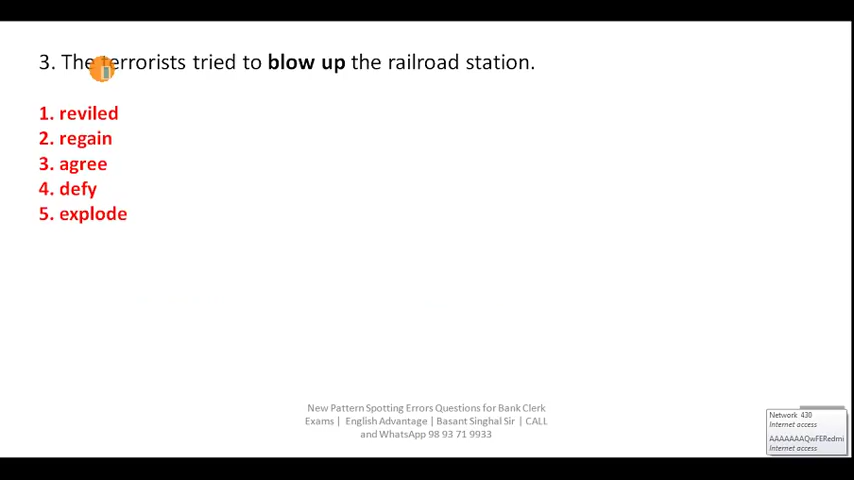 3. The terrorists tried to blow up the railroad station.
1. reviled
2. regain
3. agree
4. defy
5. explode
New Pattern Spotting Errors Questions for Bank Clerk
Exams | English Advantage | Basant Singhal Sir | CALL
and WhatsApp 98 93 71 9933
Network 430
Internet access
AAAAAAAQwFERedmi
Internet access